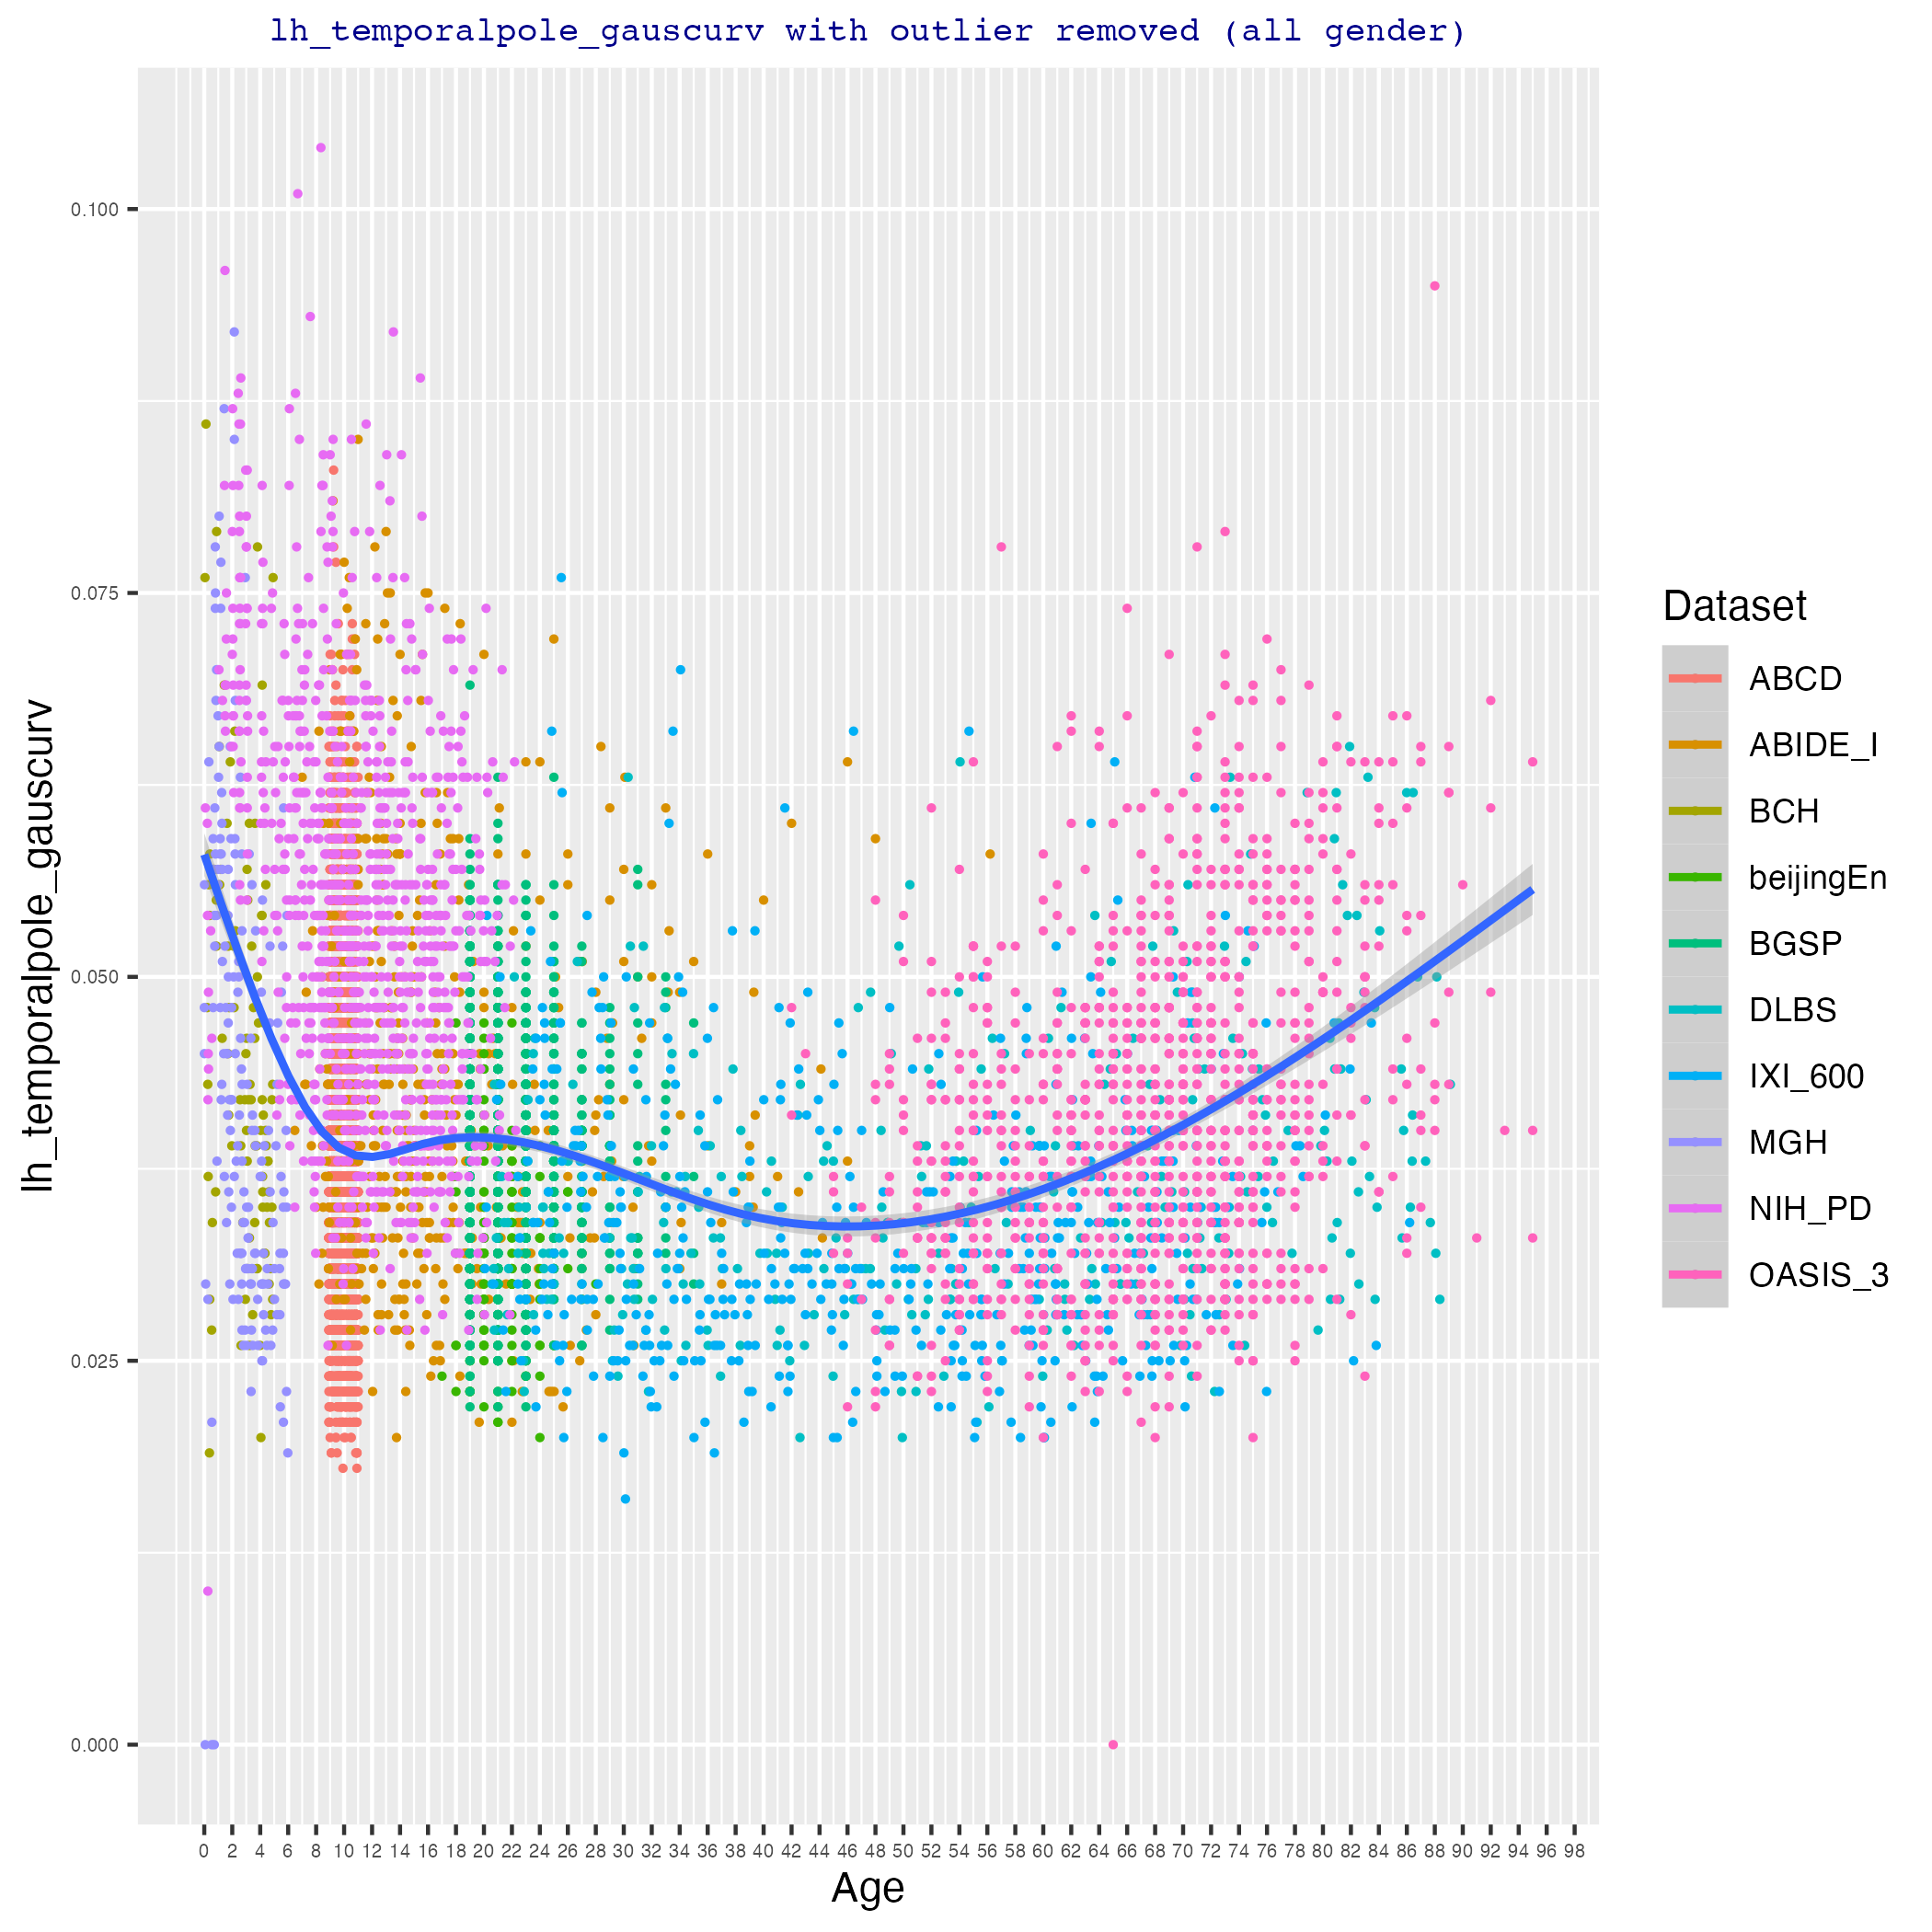 lh_temporalpole_gauscurv with outlier removed (all gender)
lh_temporalpole_gauscurv
0.100
0.075
0.050
0.025
0.000
0 2 4 6 8 10 12 14 16 18 20 22 24 26 28 30 32 34 36 38 40 42 44 46 48 50 52 54 56 58 60 62 64 66 68 70 72 74 76 78 80 82 84 86 88 90 92 94 96 98
Age
Dataset
ABCD
ABIDE_I
BCH
beijingEn
BGSP
DLBS
IXI_600
MGH
NIH_PD
OASIS_3